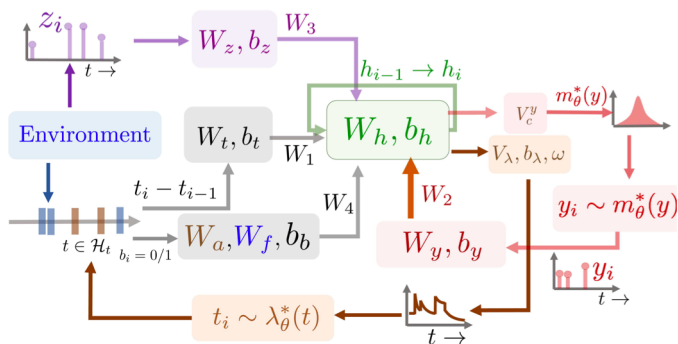 z_i
t →
W_z, b_z
W_3
h_{i-1} → h_i
Environment
W_t, b_t
W_1
W_h, b_h
V_c^y
m_θ^*(y)
t_i − t_{i−1}
W_4
W_2
V_λ, b_λ, ω
t ∈ ℋ_t
b_i = 0/1
W_a, W_f, b_b
W_y, b_y
y_i ∼ m_θ^*(y)
y_i
t →
t_i ∼ λ_θ^*(t)
t →